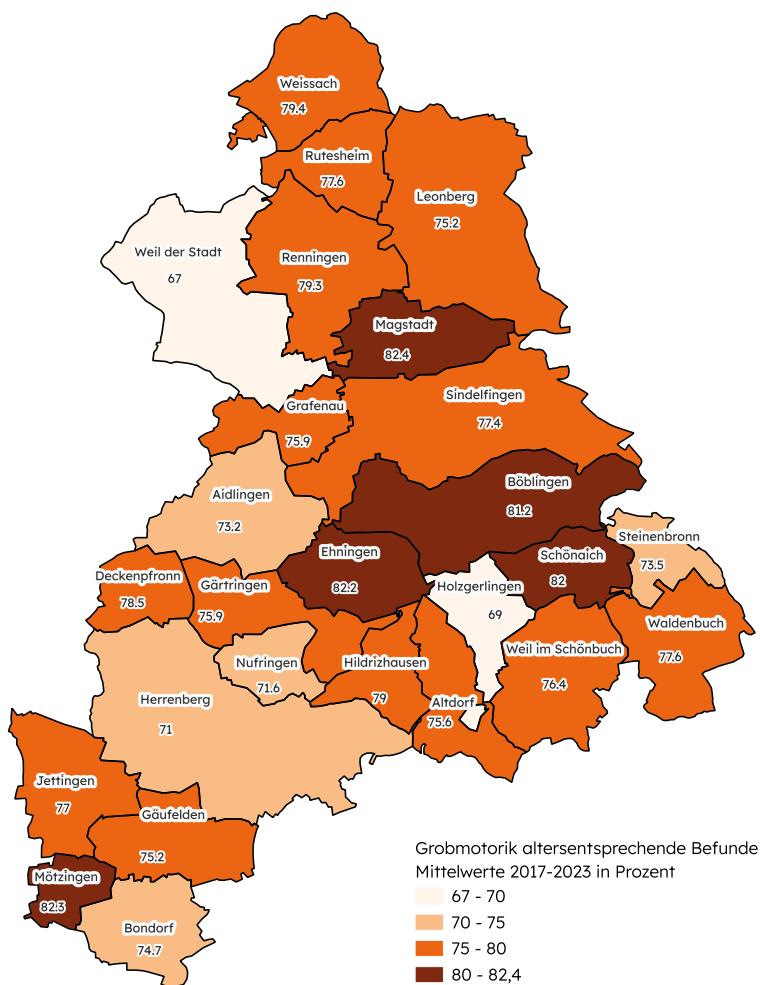 Weissach
79.4
Rutesheim
77.6
Leonberg
75.2
Weil der Stadt
67
Renningen
79.3
Magstadt
82.4
Sindelfingen
77.4
Grafenau
75.9
Böblingen
81.2
Aidlingen
73.2
Steinenbronn
73.5
Ehningen
82.2
Schönaich
82
Deckenpfronn
78.5
Gärtringen
75.9
Holzgerlingen
69
Waldenbuch
77.6
Weil im Schönbuch
76.4
Nufringen
71.6
Hildrizhausen
79
Herrenberg
71
Altdorf
75.6
Jettingen
77
Gäufelden
75.2
Mötzingen
82.3
Bondorf
74.7
Grobmotorik altersentsprechende Befunde
Mittelwerte 2017-2023 in Prozent
67 - 70
70 - 75
75 - 80
80 - 82,4